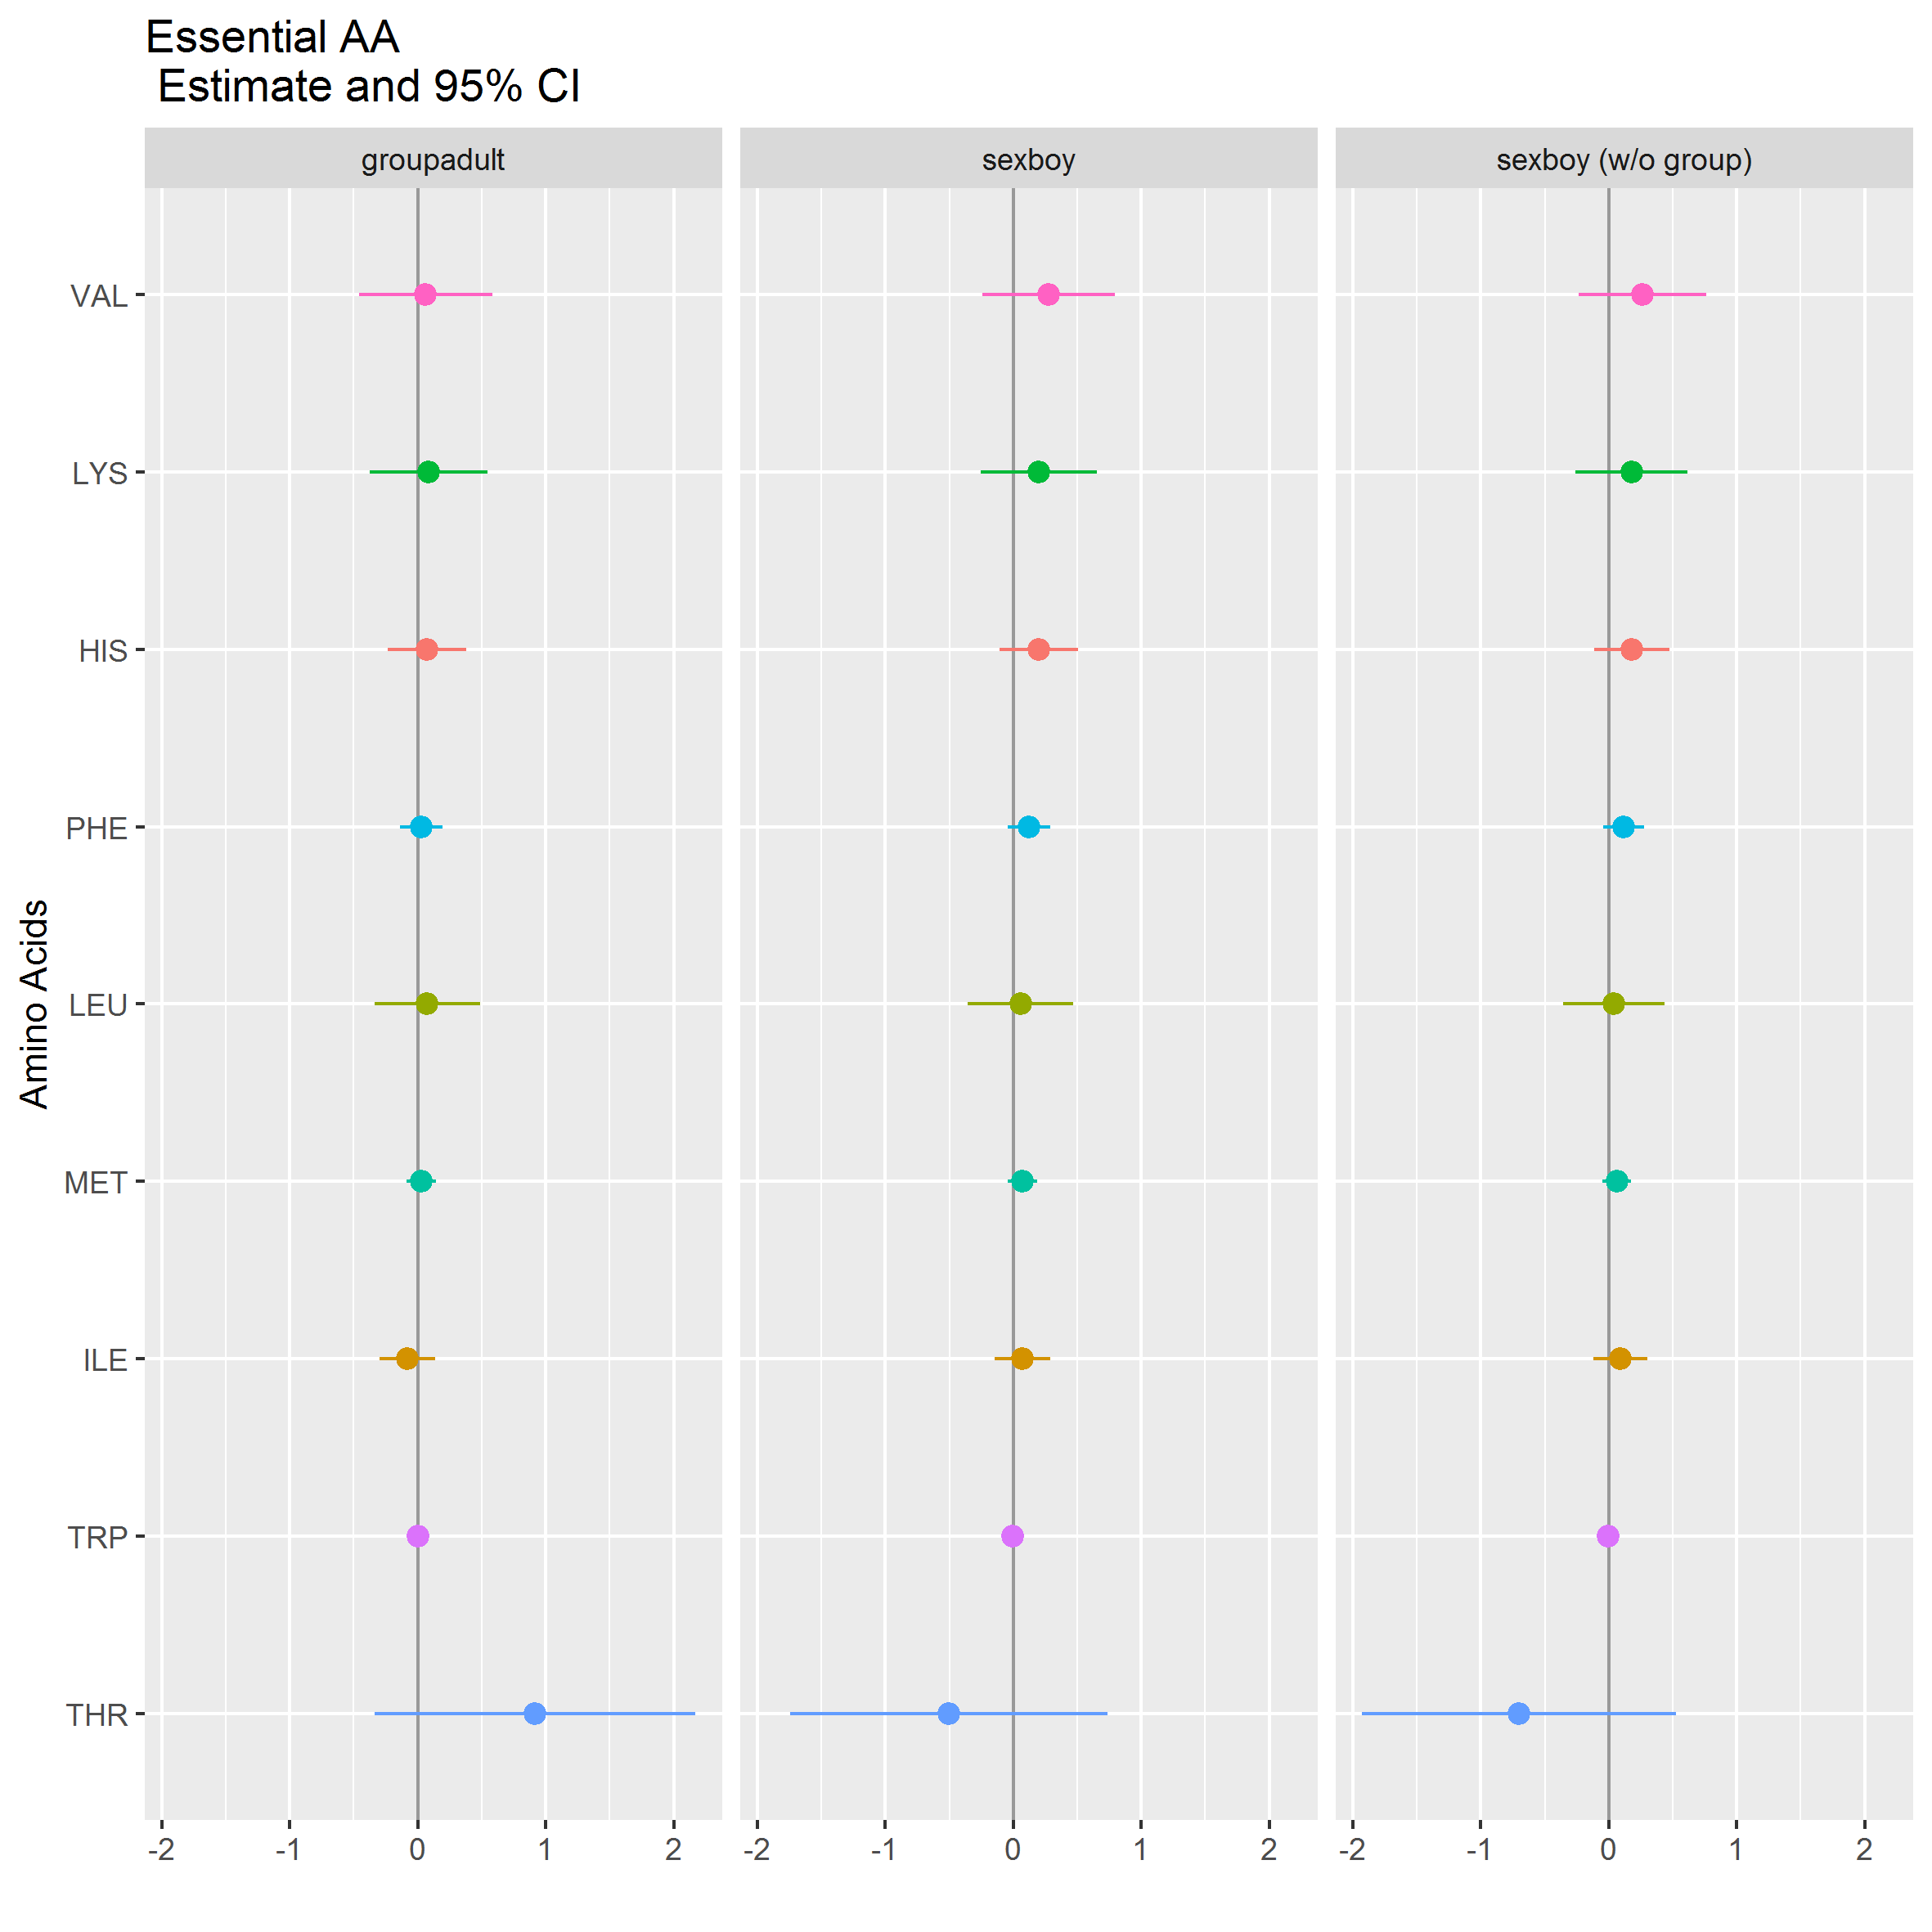 Essential AA
Estimate and 95% CI
groupadult sexboy sexboy (w/o group)
Amino Acids
VAL
LYS
HIS
PHE
LEU
MET
ILE
TRP
THR
-2 -1 0 1 2 -2 -1 0 1 2 -2 -1 0 1 2